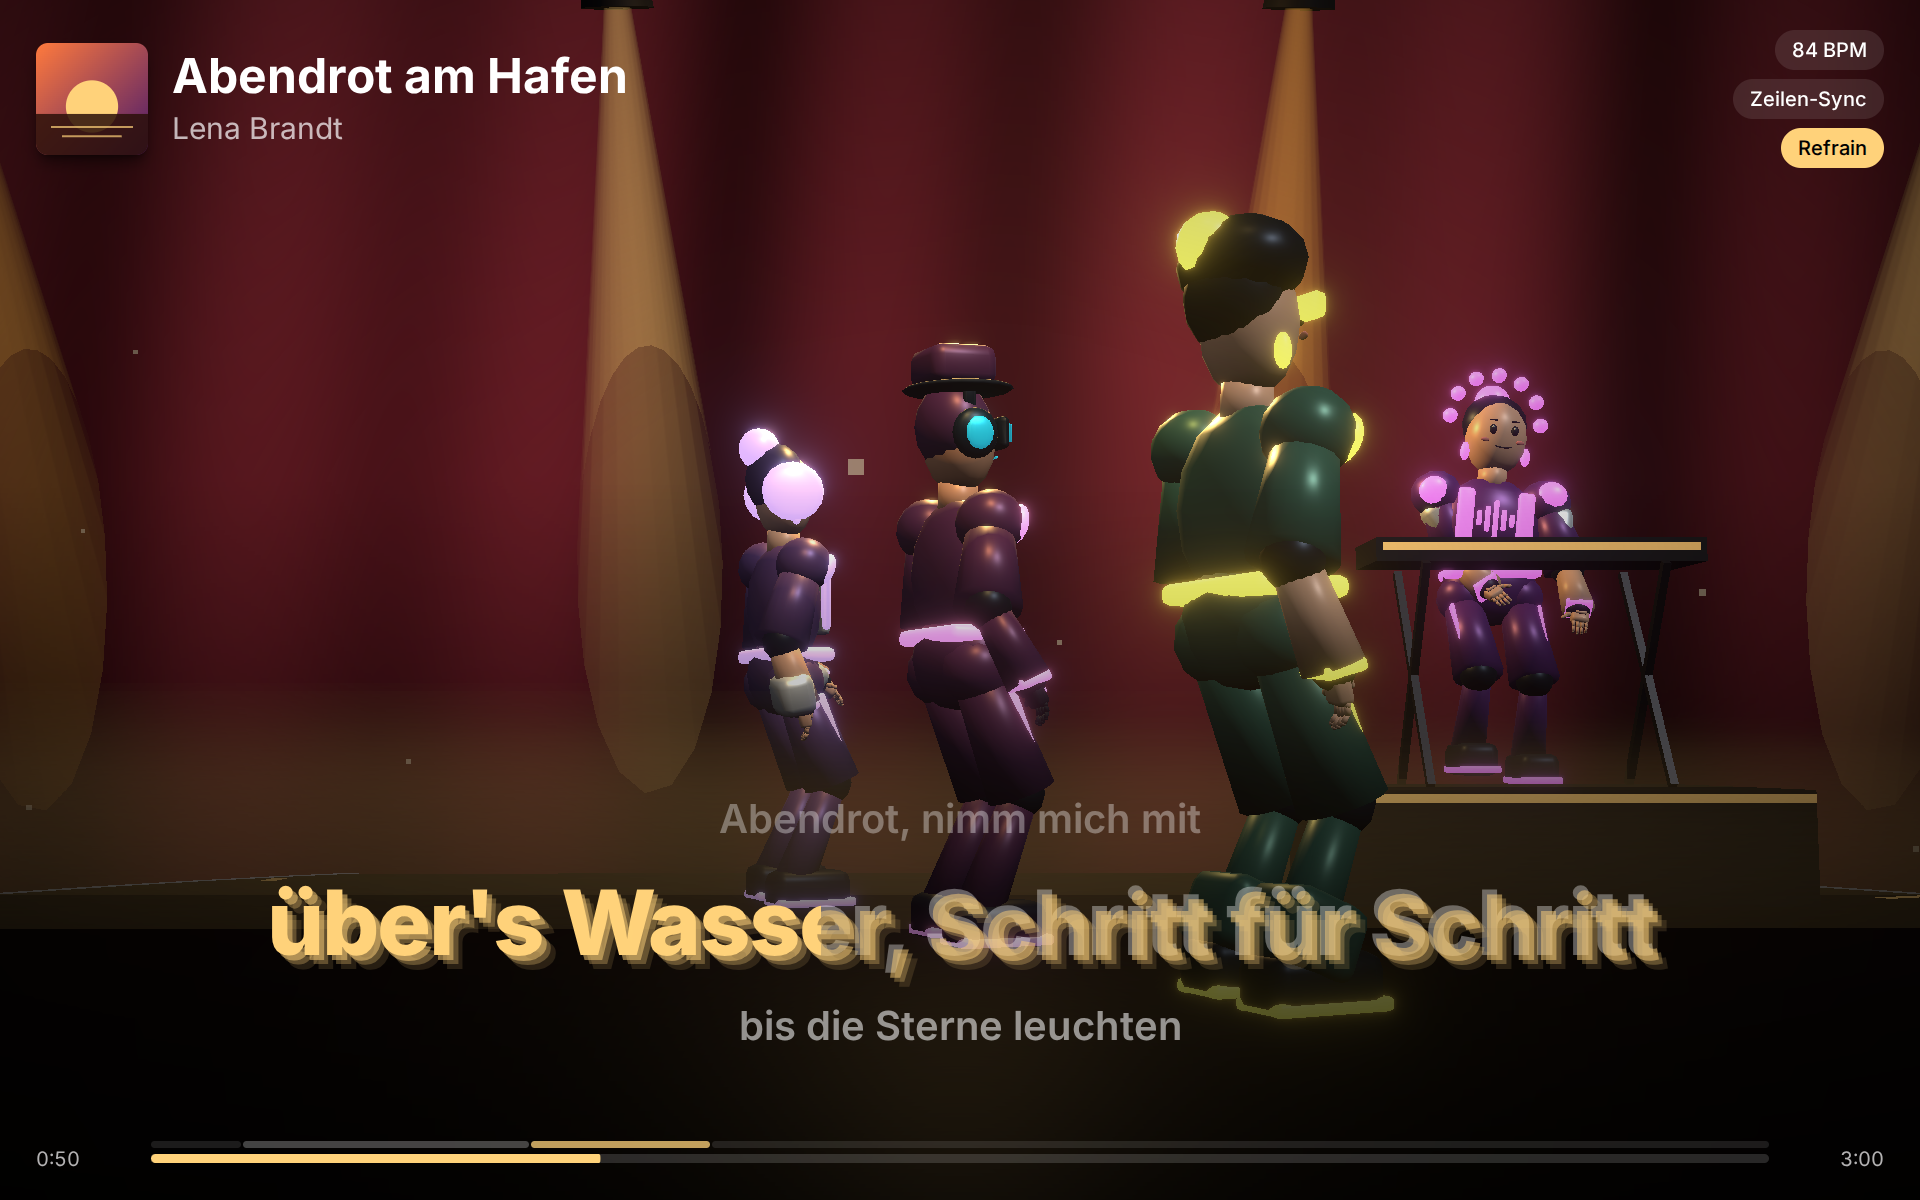 Abendrot am Hafen
Lena Brandt
84 BPM
Zeilen-Sync
Refrain
Abendrot, nimm mich mit
über's Wasser, Schritt für Schritt
bis die Sterne leuchten
0:50
3:00